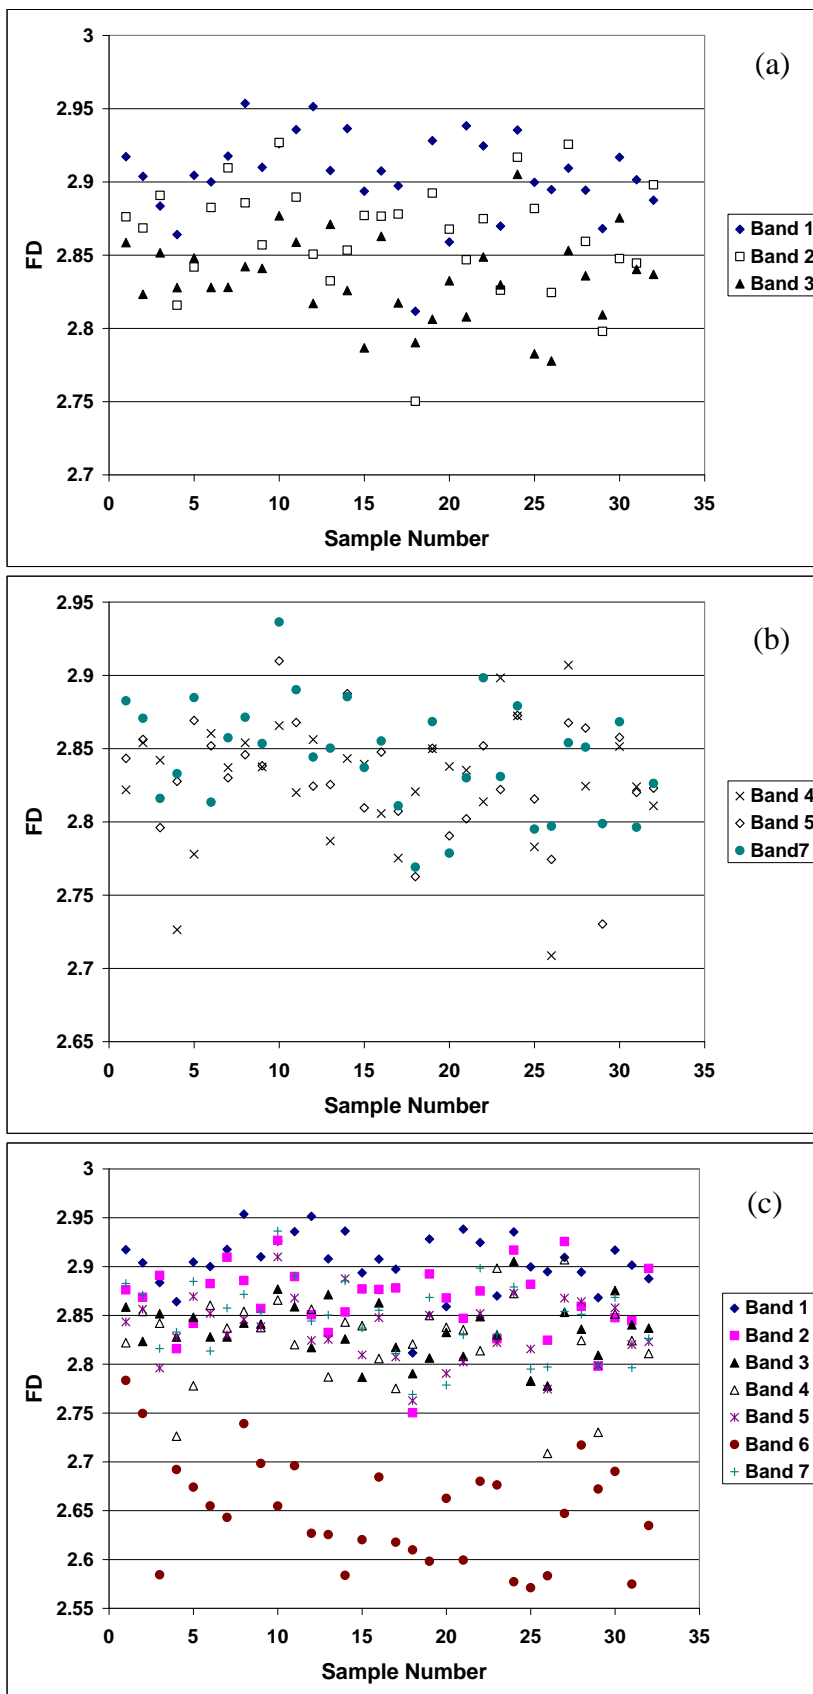 3
2.95
2.9
2.85
2.8
2.75
2.7
FD
0 5 10 15 20 25 30 35
Sample Number
(a)
Band 1
Band 2
Band 3
2.95
2.9
2.85
2.8
2.75
2.7
2.65
FD
0 5 10 15 20 25 30 35
Sample Number
(b)
Band 4
Band 5
Band7
3
2.95
2.9
2.85
2.8
2.75
2.7
2.65
2.6
2.55
FD
0 5 10 15 20 25 30 35
Sample Number
(c)
Band 1
Band 2
Band 3
Band 4
Band 5
Band 6
Band 7